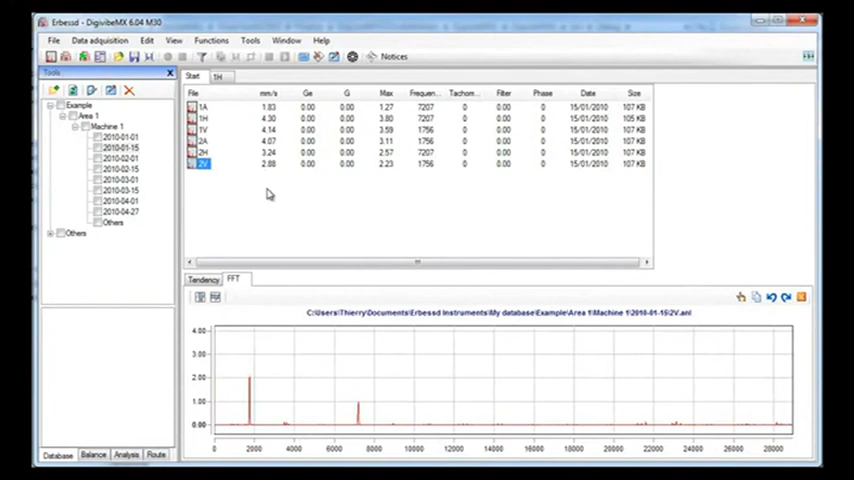 Erbessd - DigivibeMX 6.04 M30
File Data acquisition Edit View Functions Tools Window Help
Notices
Tools
Start 1H
File mm/s Ge G Max Frequen... Tachom... Filter Phase Date Size
1A 1.83 0.00 0.00 1.27 7207 0 0.00 0 15/01/2010 107 KB
1H 4.30 0.00 0.00 3.80 7207 0 0.00 0 15/01/2010 105 KB
1V 4.14 0.00 0.00 3.59 1756 0 0.00 0 15/01/2010 107 KB
2A 4.07 0.00 0.00 3.11 1756 0 0.00 0 15/01/2010 107 KB
2H 3.24 0.00 0.00 2.57 7207 0 0.00 0 15/01/2010 107 KB
2V 2.88 0.00 0.00 2.23 1756 0 0.00 0 15/01/2010 107 KB
Example
Area 1
Machine 1
2010-01-01
2010-01-15
2010-02-01
2010-02-15
2010-03-01
2010-03-15
2010-04-01
2010-04-27
Others
Others
Tendency FFT
C:\Users\Thierry\Documents\Erbessd Instruments\My database\Example\Area 1\Machine 1\2010-01-15\2V.anl
4.00
3.00
2.00
1.00
0.00
0 2000 4000 6000 8000 10000 12000 14000 16000 18000 20000 22000 24000 26000 28000
Database Balance Analysis Route